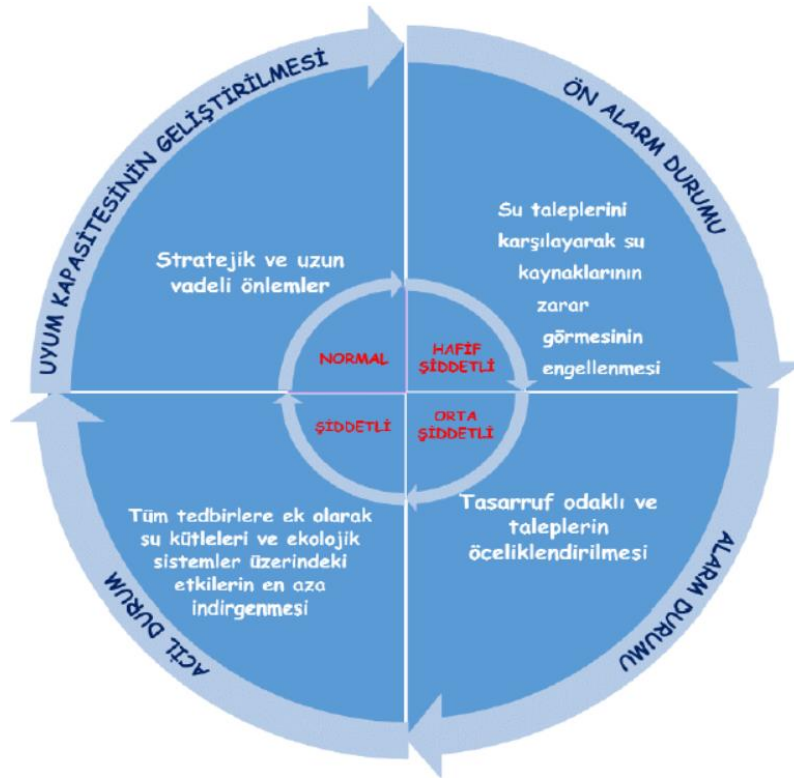 UYUM KAPASİTESİNİN GELİŞTİRİLMESİ
Stratejik ve uzun
vadeli önlemler
NORMAL
ÖN ALARM DURUMU
Su taleplerini
karşılayarak su
kaynaklarının
zarar
görmesinin
engellenmesi
HAFİF
ŞİDDETLİ
ALARM DURUMU
ORTA
ŞİDDETLİ
Tasarruf odaklı ve
taleplerin
öceliklendirilmesi
ACİL DURUM
ŞİDDETLİ
Tüm tedbirlere ek olarak
su kütleleri ve ekolojik
sistemler üzerindeki
etkilerin en aza
indirgenmesi